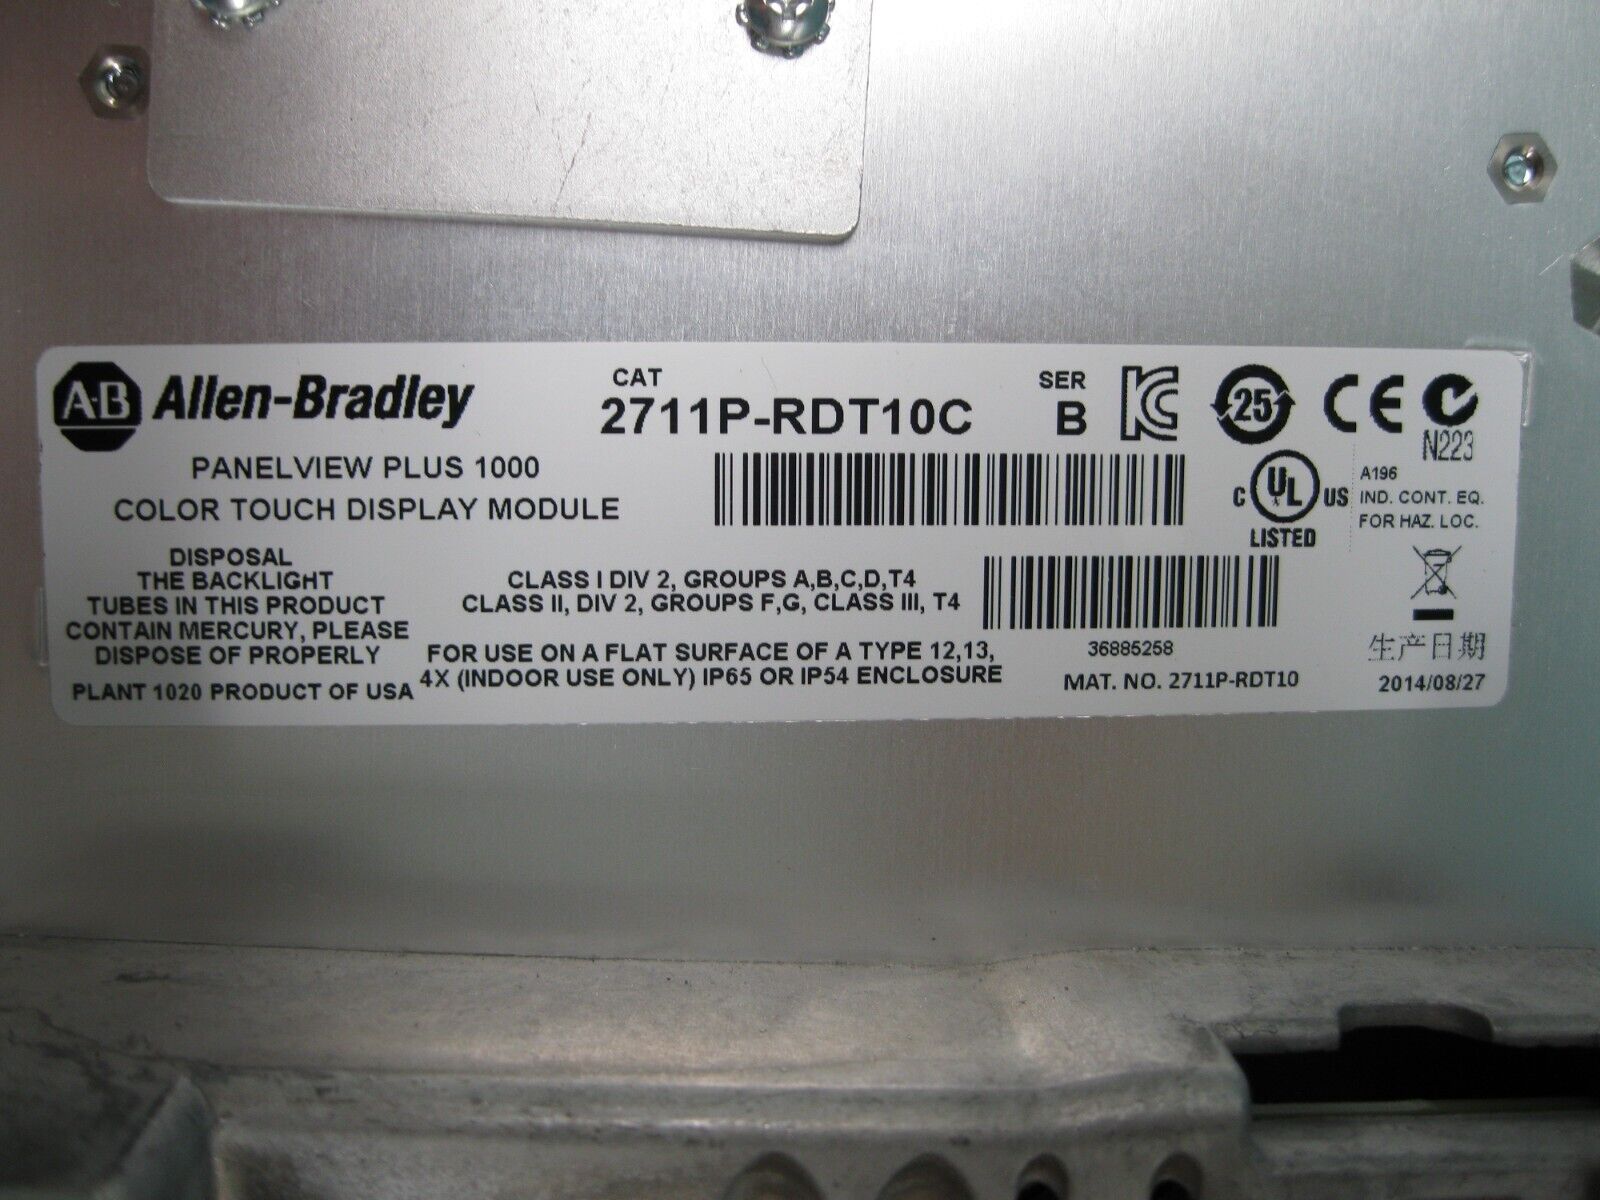 A-B Allen-Bradley
CAT
2711P-RDT10C
SER
B
25
CE
N223
PANELVIEW PLUS 1000
COLOR TOUCH DISPLAY MODULE
C UL US
LISTED
A196
IND. CONT. EQ.
FOR HAZ. LOC.
DISPOSAL
THE BACKLIGHT
TUBES IN THIS PRODUCT
CONTAIN MERCURY, PLEASE
DISPOSE OF PROPERLY
PLANT 1020 PRODUCT OF USA
CLASS I DIV 2, GROUPS A,B,C,D,T4
CLASS II, DIV 2, GROUPS F,G, CLASS III, T4
FOR USE ON A FLAT SURFACE OF A TYPE 12,13,
4X (INDOOR USE ONLY) IP65 OR IP54 ENCLOSURE
36885258
MAT. NO. 2711P-RDT10
生产日期
2014/08/27